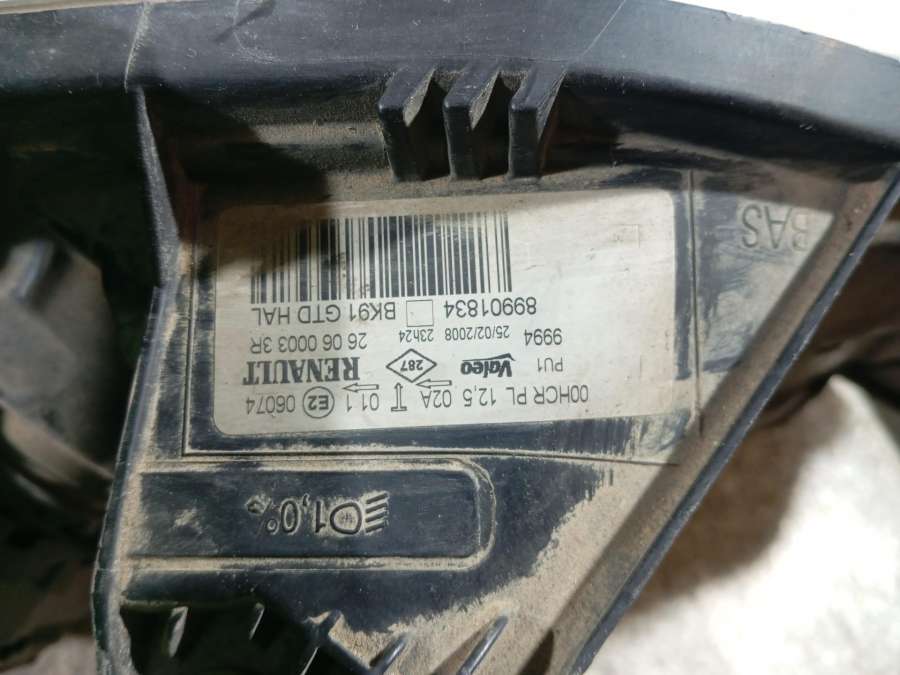 00HCR PL 12,5 02A 01 1 E2 06074
PU1 Valeo 287 RENAULT
9994 25/02/2008 23h24 26 06 0003 3R
89901834 BK91 GTD HAL
BAS
1,0%